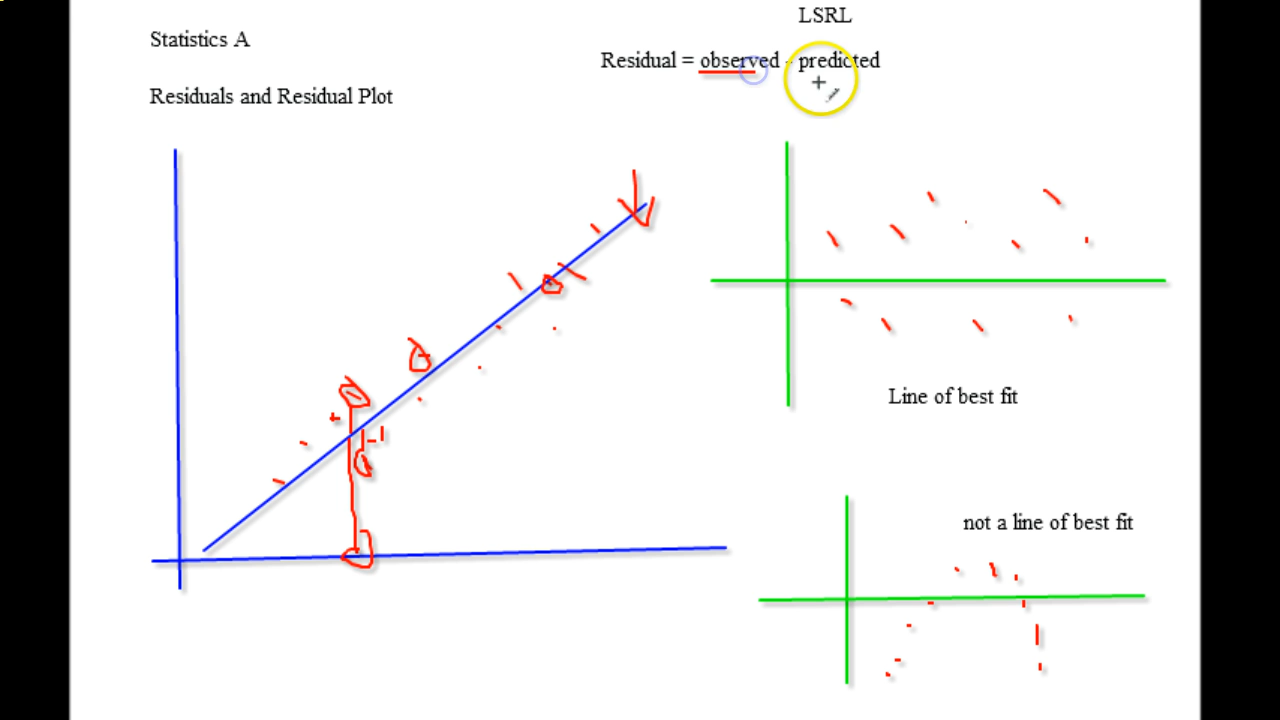 LSRL
Statistics A
Residual = observed - predicted
Residuals and Residual Plot
Line of best fit
not a line of best fit